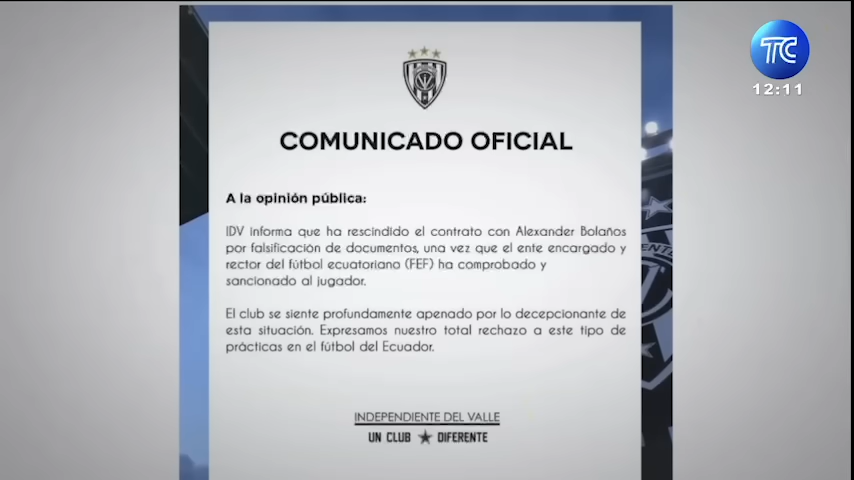 TC
12:11
COMUNICADO OFICIAL
A la opinión pública:
IDV informa que ha rescindido el contrato con Alexander Bolaños
por falsificación de documentos, una vez que el ente encargado y
rector del fútbol ecuatoriana (FEF) ha comprobado y
sancionado al jugador.
El club se siente profundamente apenado por lo decepcionante de
esta situación. Expresamos nuestro total rechazo a este tipo de
prácticas en el fútbol del Ecuador.
INDEPENDIENTE DEL VALLE
UN CLUB DIFERENTE